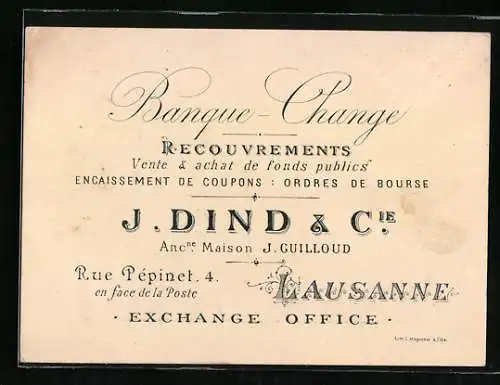 Banque - Change
RECOUVREMENTS
Vente & achat de fonds publics
ENCAISSEMENT DE COUPONS : ORDRES DE BOURSE
J. DIND & CIE.
Ancne. Maison J. GUILLOUD
Rue Pépinet. 4.
en face de la Poste
LAUSANNE
· EXCHANGE OFFICE ·